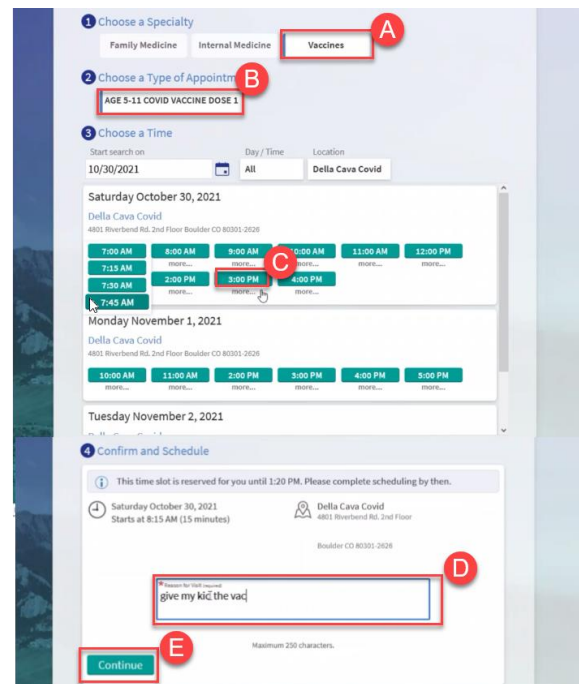 1 Choose a Specialty
Family Medicine Internal Medicine Vaccines A
2 Choose a Type of Appointm B
AGE 5-11 COVID VACCINE DOSE 1
3 Choose a Time
Start search on Day / Time Location
10/30/2021 All Della Cava Covid
Saturday October 30, 2021
Della Cava Covid
4801 Riverbend Rd. 2nd Floor Boulder CO 80301-2626
7:00 AM 8:00 AM 9:00 AM 10:00 AM 11:00 AM 12:00 PM
more... more... more... more...
7:15 AM
7:30 AM 2:00 PM C 3:00 PM 4:00 PM
more... more... more...
7:45 AM
Monday November 1, 2021
Della Cava Covid
4801 Riverbend Rd. 2nd Floor Boulder CO 80301-2626
10:00 AM 11:00 AM 2:00 PM 3:00 PM 4:00 PM 5:00 PM
more... more... more... more... more... more...
Tuesday November 2, 2021
4 Confirm and Schedule
This time slot is reserved for you until 1:20 PM. Please complete scheduling by then.
Saturday October 30, 2021 Della Cava Covid
Starts at 8:15 AM (15 minutes) 4801 Riverbend Rd. 2nd Floor
Boulder CO 80301-2626
D
Reason for Visit (required)
give my kid the vac
Maximum 250 characters.
E
Continue